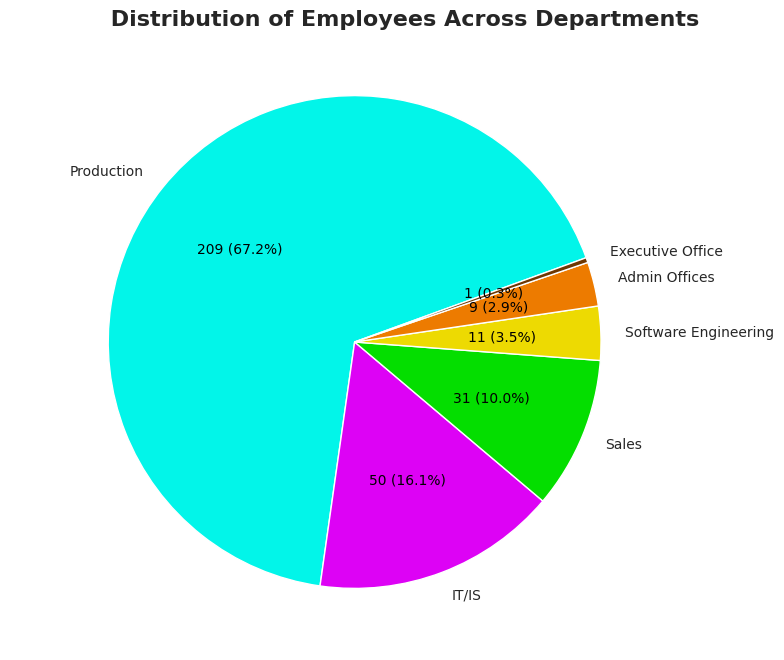 Distribution of Employees Across Departments
Production
209 (67.2%)
Executive Office
1 (0.3%)
Admin Offices
9 (2.9%)
Software Engineering
11 (3.5%)
31 (10.0%)
Sales
50 (16.1%)
IT/IS